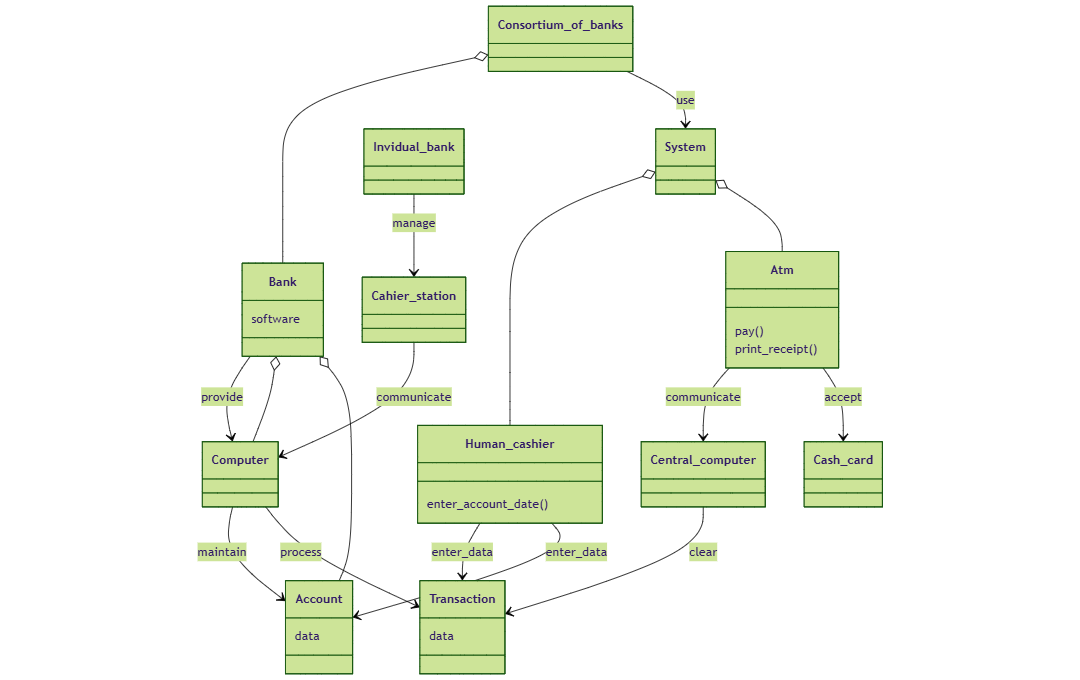 Consortium_of_banks
use
Invidual_bank
System
manage
Bank
software
Cahier_station
Atm
pay()
print_receipt()
provide
communicate
communicate
accept
Computer
Human_cashier
enter_account_date()
Central_computer
Cash_card
maintain
process
enter_data
enter_data
clear
Account
data
Transaction
data